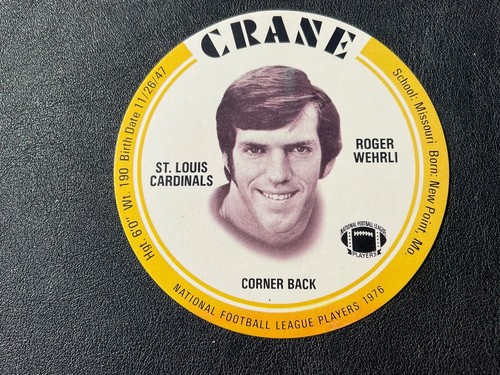 CRANE
Hgt. 6'0" Wt. 190 Birth Date 11/26/47
School: Missouri Born: New Point, Mo.
ST. LOUIS
CARDINALS
ROGER
WEHRLI
NATIONAL FOOTBALL LEAGUE
PLAYERS
CORNER BACK
NATIONAL FOOTBALL LEAGUE PLAYERS 1976